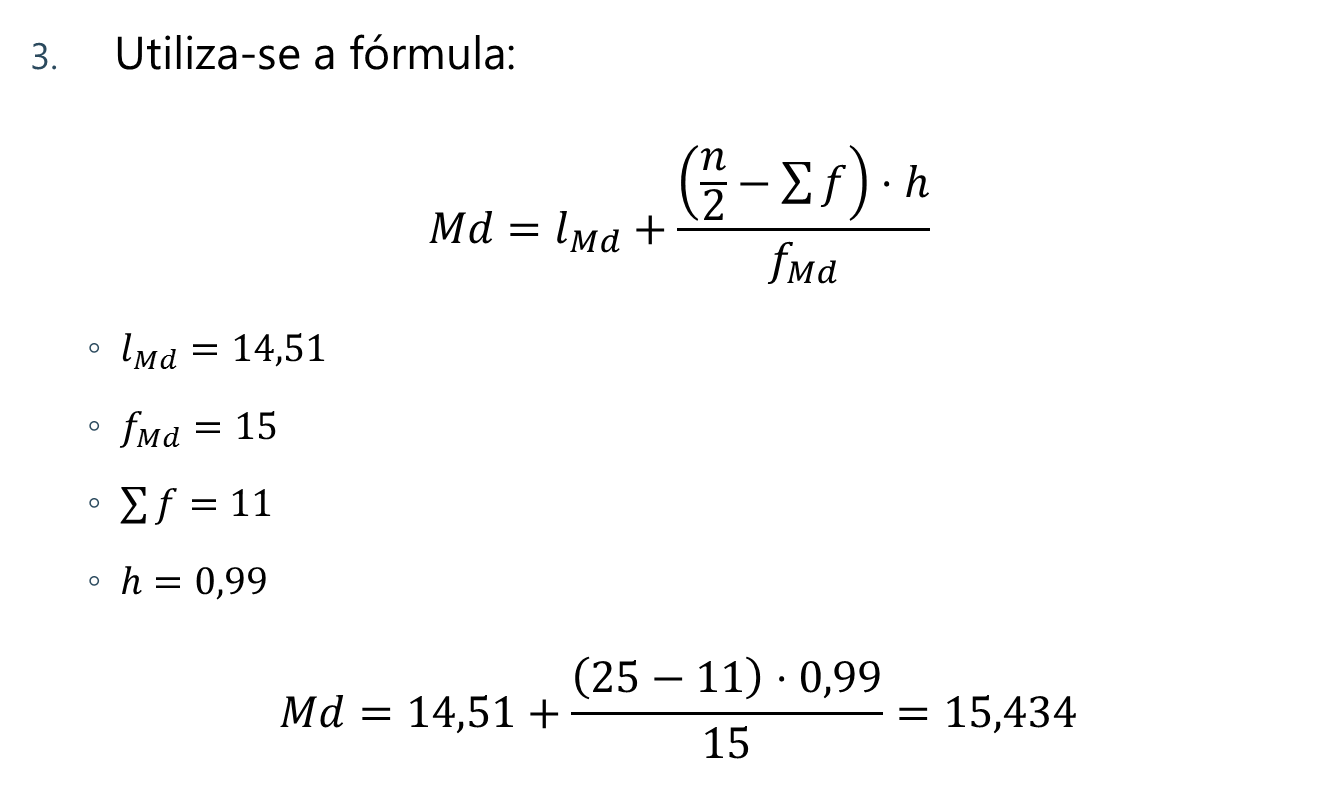 3. Utiliza-se a fórmula:
Md = l_Md + ((n/2 − ∑ f) · h) / f_Md
◦ l_Md = 14,51
◦ f_Md = 15
◦ ∑ f = 11
◦ h = 0,99
Md = 14,51 + ((25 − 11) · 0,99) / 15 = 15,434